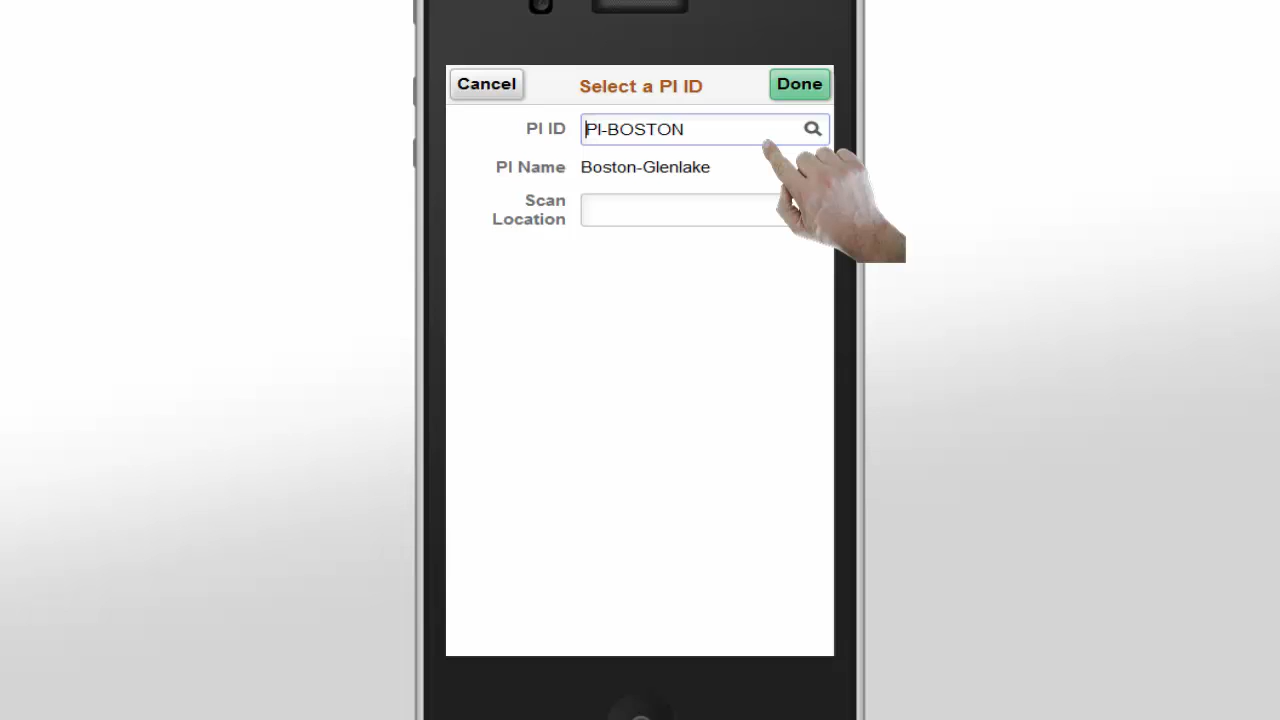 Cancel
Select a PI ID
Done
PI ID
PI-BOSTON
PI Name
Boston-Glenlake
Scan
Location